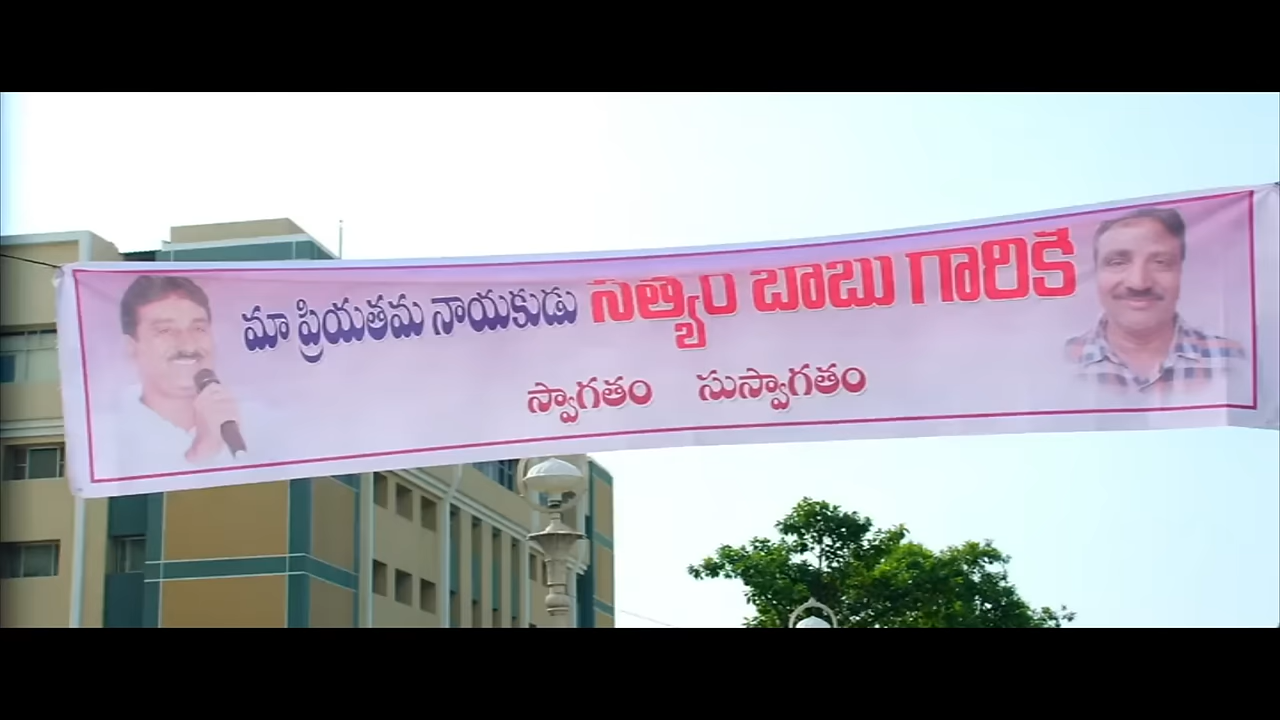 మా ప్రియతమ నాయకుడు సత్యం బాబు గారికి
స్వాగతం సుస్వాగతం